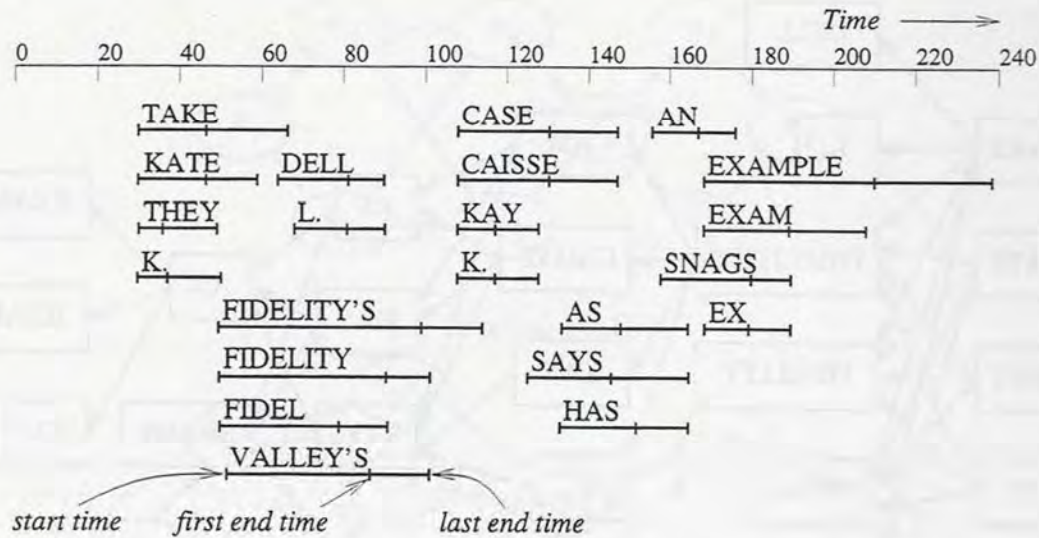 Time
0 20 40 60 80 100 120 140 160 180 200 220 240
TAKE CASE AN
KATE DELL CAISSE EXAMPLE
THEY L. KAY EXAM
K. K. SNAGS
FIDELITY'S AS EX
FIDELITY SAYS
FIDEL HAS
VALLEY'S
start time first end time last end time